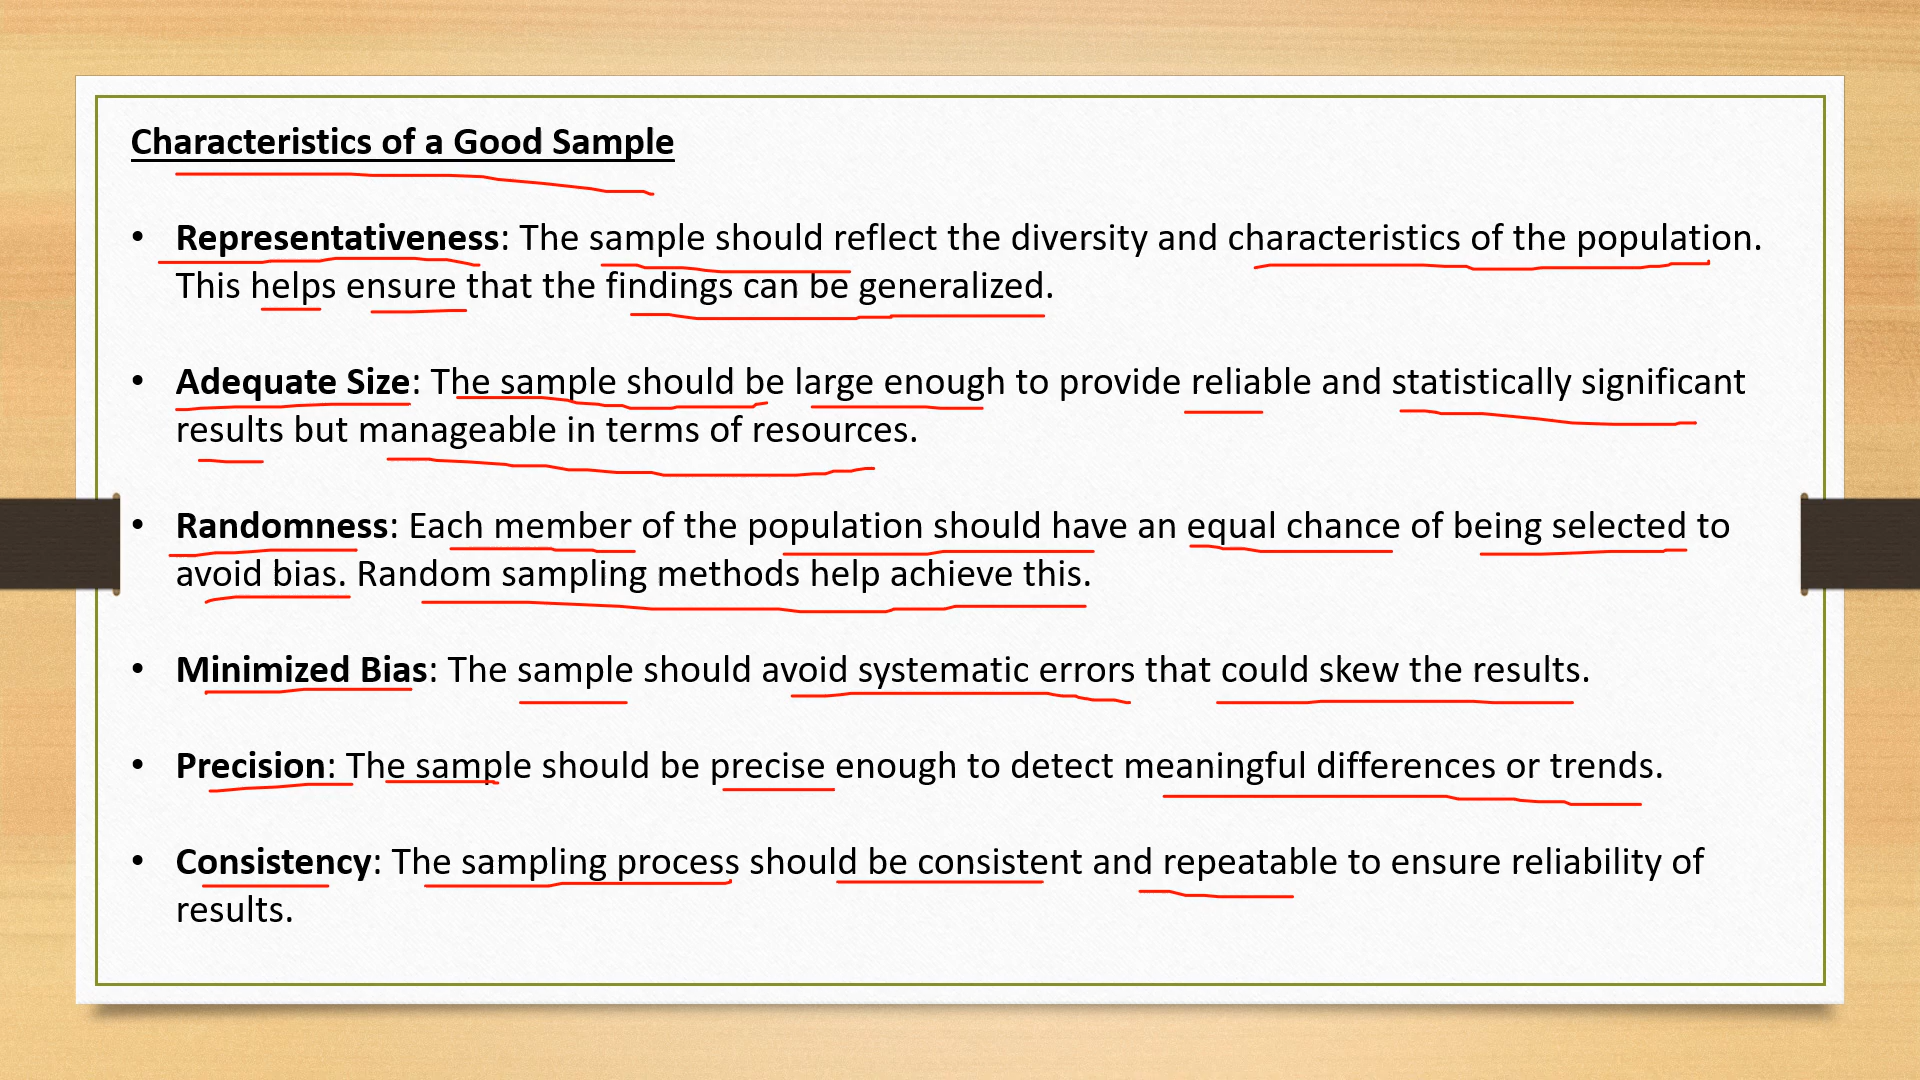 Characteristics of a Good Sample
• Representativeness: The sample should reflect the diversity and characteristics of the population.
This helps ensure that the findings can be generalized.
• Adequate Size: The sample should be large enough to provide reliable and statistically significant
results but manageable in terms of resources.
• Randomness: Each member of the population should have an equal chance of being selected to
avoid bias. Random sampling methods help achieve this.
• Minimized Bias: The sample should avoid systematic errors that could skew the results.
• Precision: The sample should be precise enough to detect meaningful differences or trends.
• Consistency: The sampling process should be consistent and repeatable to ensure reliability of
results.